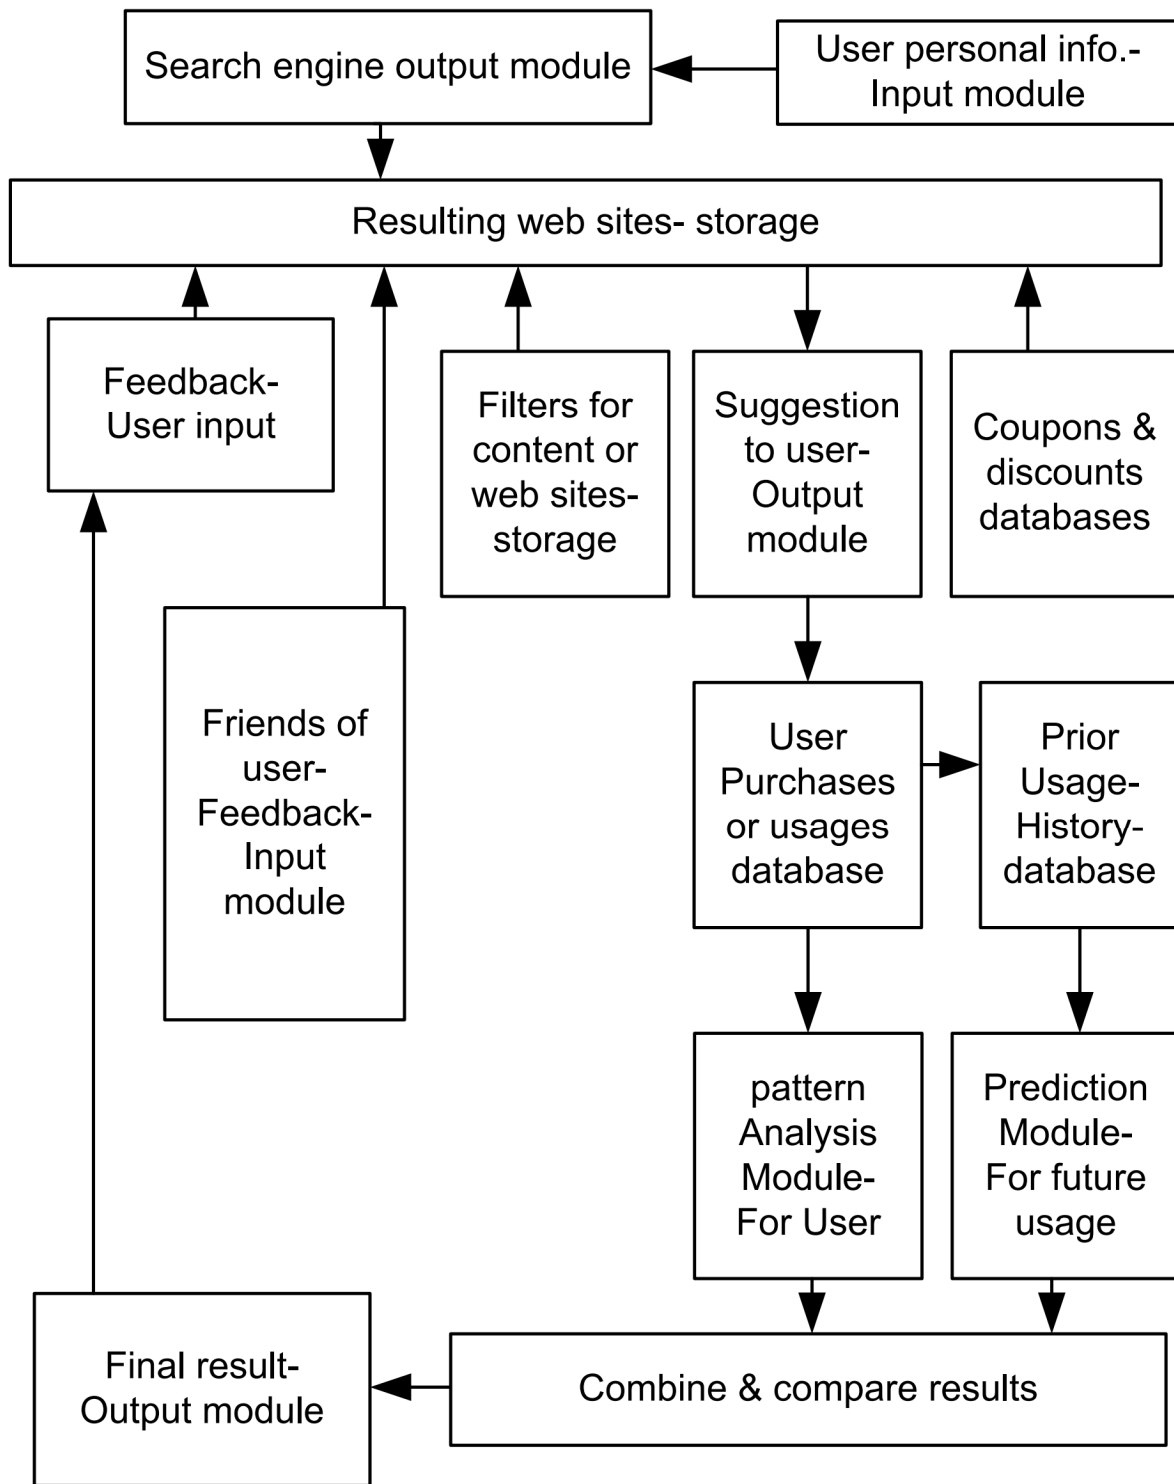 Search engine output module
User personal info.-
Input module
Resulting web sites- storage
Feedback-
User input
Filters for
content or
web sites-
storage
Suggestion
to user-
Output
module
Coupons &
discounts
databases
Friends of
user-
Feedback-
Input
module
User
Purchases
or usages
database
Prior
Usage-
History-
database
pattern
Analysis
Module-
For User
Prediction
Module-
For future
usage
Final result-
Output module
Combine & compare results